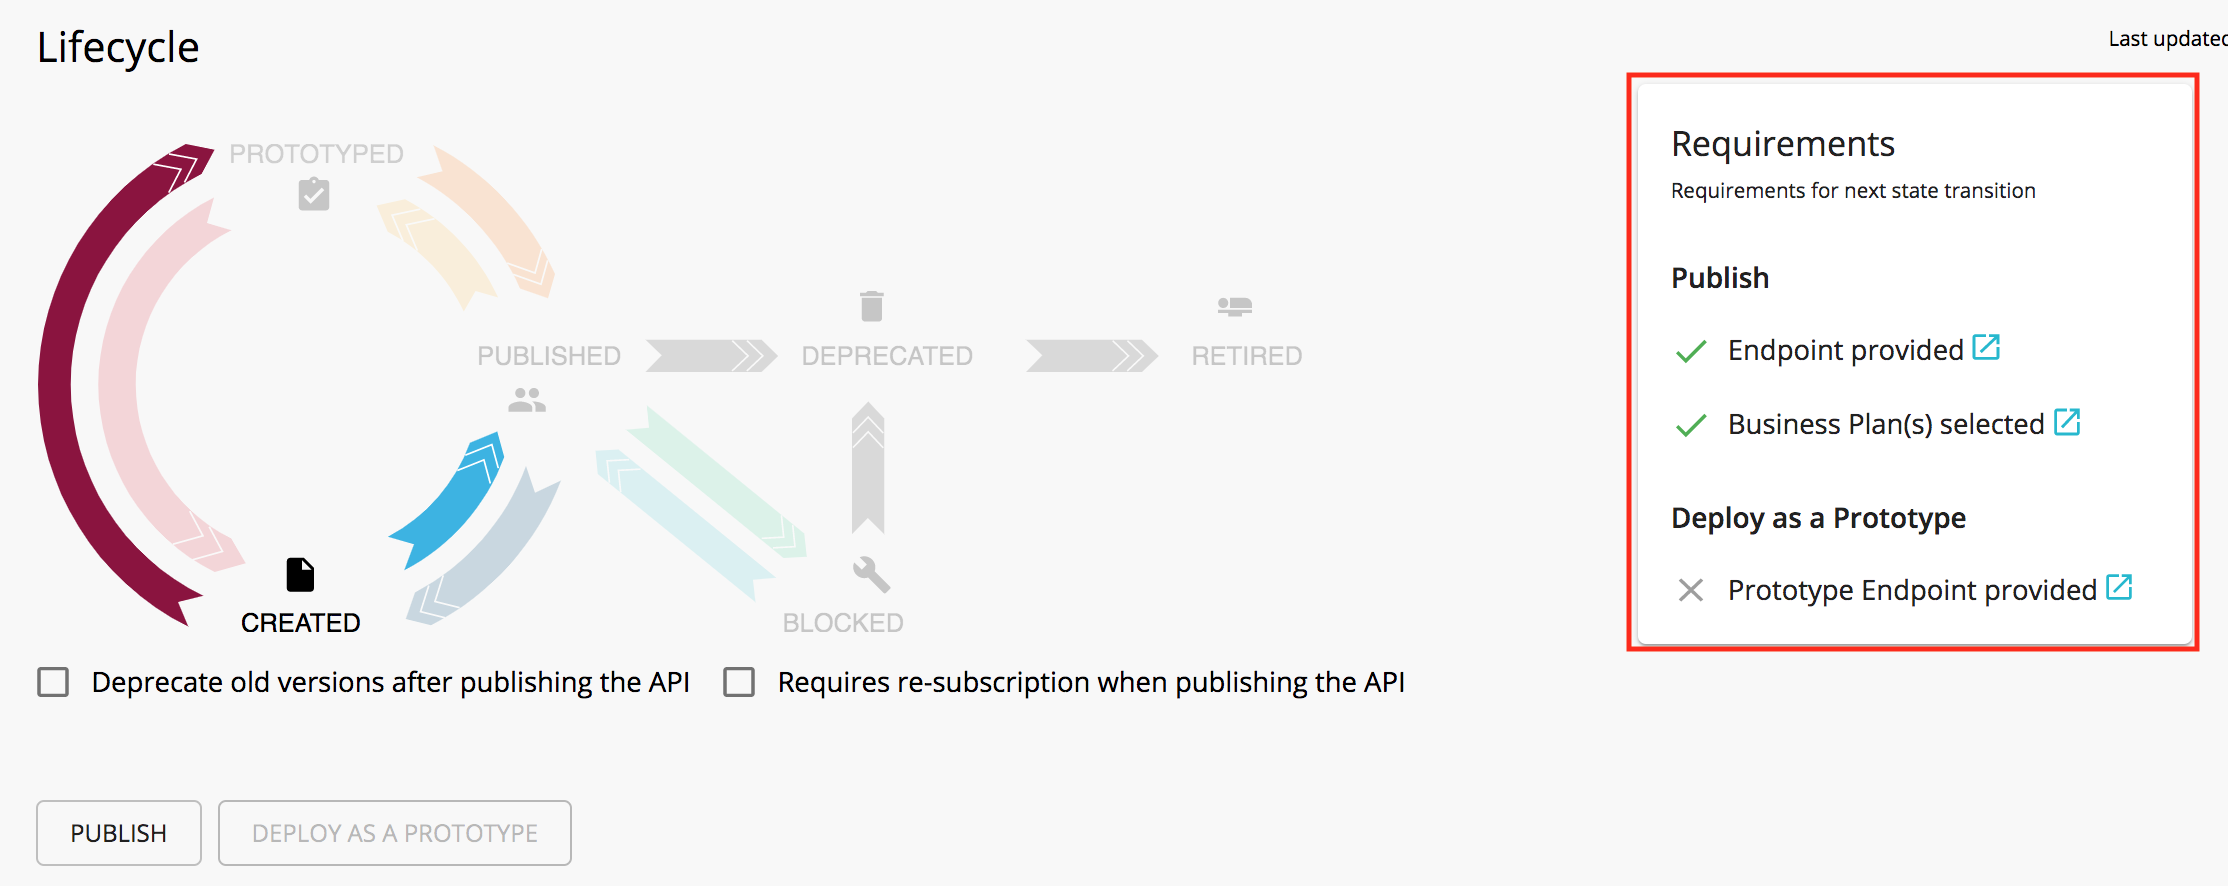 Lifecycle
Last updated
PROTOTYPED
PUBLISHED
DEPRECATED
RETIRED
CREATED
BLOCKED
Requirements
Requirements for next state transition
Publish
Endpoint provided
Business Plan(s) selected
Deploy as a Prototype
Prototype Endpoint provided
Deprecate old versions after publishing the API
Requires re-subscription when publishing the API
PUBLISH
DEPLOY AS A PROTOTYPE